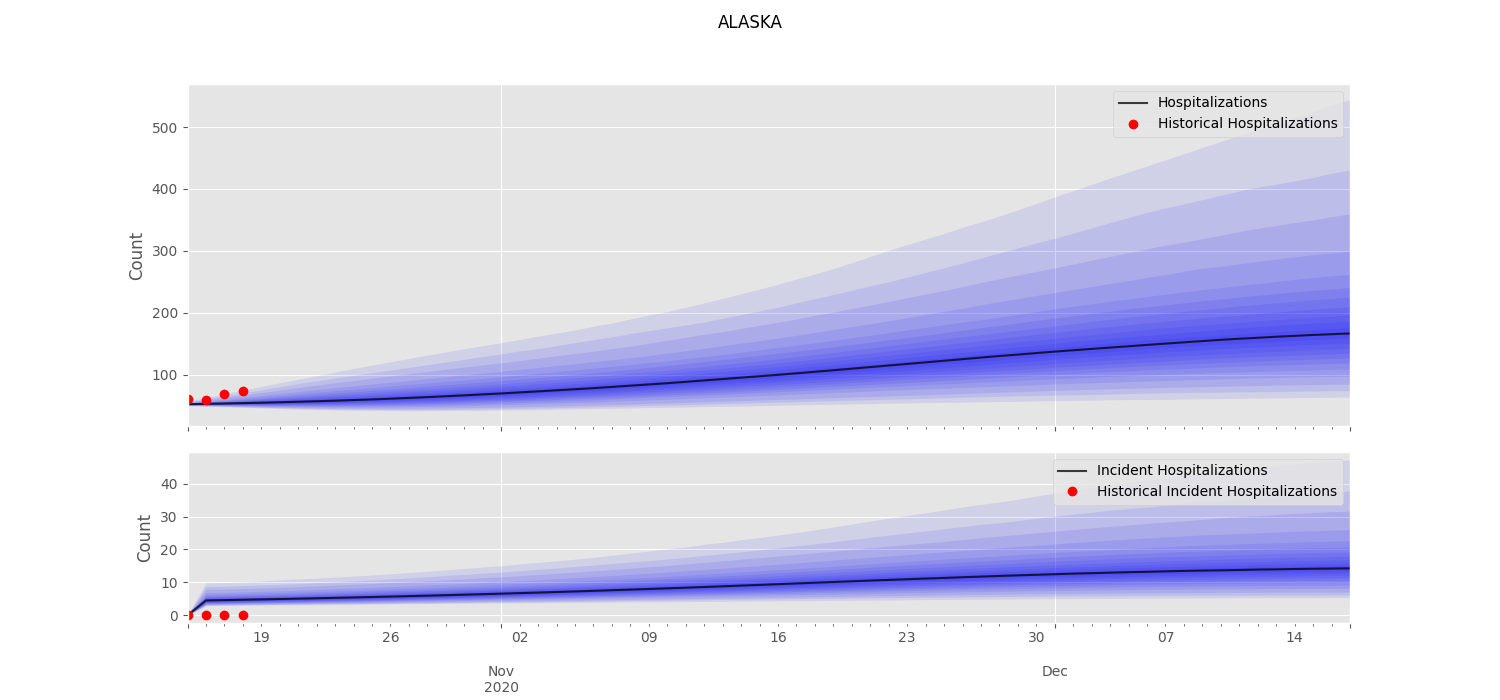 ALASKA
Hospitalizations
Historical Hospitalizations
500
400
300
200
100
Count
Incident Hospitalizations
Historical Incident Hospitalizations
40
30
20
10
0
Count
19 26 02 09 16 23 30 07 14
Nov Dec
2020